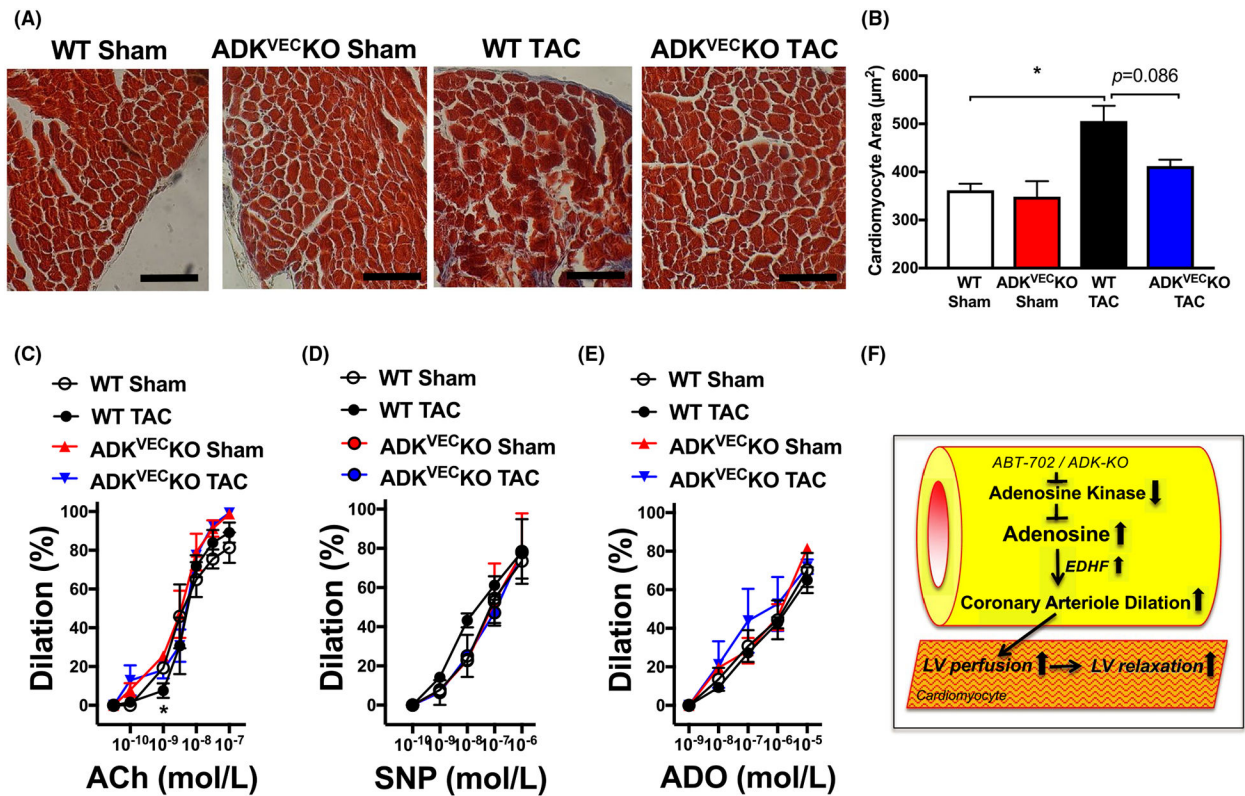 (A)
WT Sham
ADKⱽᴱꟲKO Sham
WT TAC
ADKⱽᴱꟲKO TAC
(B)
Cardiomyocyte Area (µm²)
600
500
400
300
200
*
p=0.086
WT Sham
ADKⱽᴱꟲKO Sham
WT TAC
ADKⱽᴱꟲKO TAC
(C)
WT Sham
WT TAC
ADKⱽᴱꟲKO Sham
ADKⱽᴱꟲKO TAC
Dilation (%)
100
80
60
40
20
0
*
10⁻¹⁰ 10⁻⁹ 10⁻⁸ 10⁻⁷
ACh (mol/L)
(D)
WT Sham
WT TAC
ADKⱽᴱꟲKO Sham
ADKⱽᴱꟲKO TAC
Dilation (%)
100
80
60
40
20
0
10⁻¹⁰ 10⁻⁹ 10⁻⁸ 10⁻⁷ 10⁻⁶
SNP (mol/L)
(E)
WT Sham
WT TAC
ADKⱽᴱꟲKO Sham
ADKⱽᴱꟲKO TAC
Dilation (%)
100
80
60
40
20
0
10⁻⁹ 10⁻⁸ 10⁻⁷ 10⁻⁶ 10⁻⁵
ADO (mol/L)
(F)
ABT-702 / ADK-KO
Adenosine Kinase
Adenosine
EDHF
Coronary Arteriole Dilation
LV perfusion
LV relaxation
Cardiomyocyte